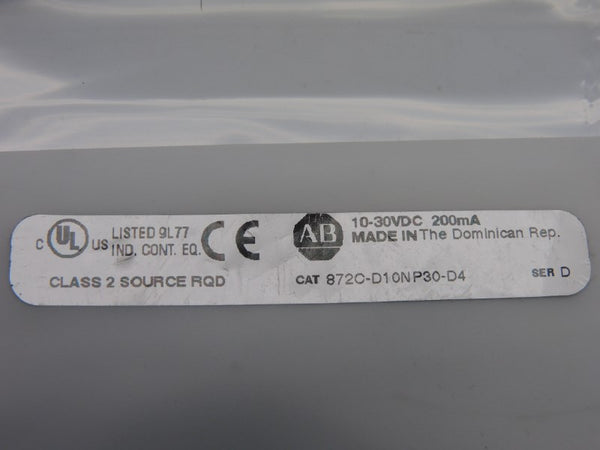 C UL US LISTED 9L77
IND. CONT. EQ.
CE
AB
10-30VDC 200mA
MADE IN The Dominican Rep.
CLASS 2 SOURCE RQD
CAT 872C-D10NP30-D4
SER D